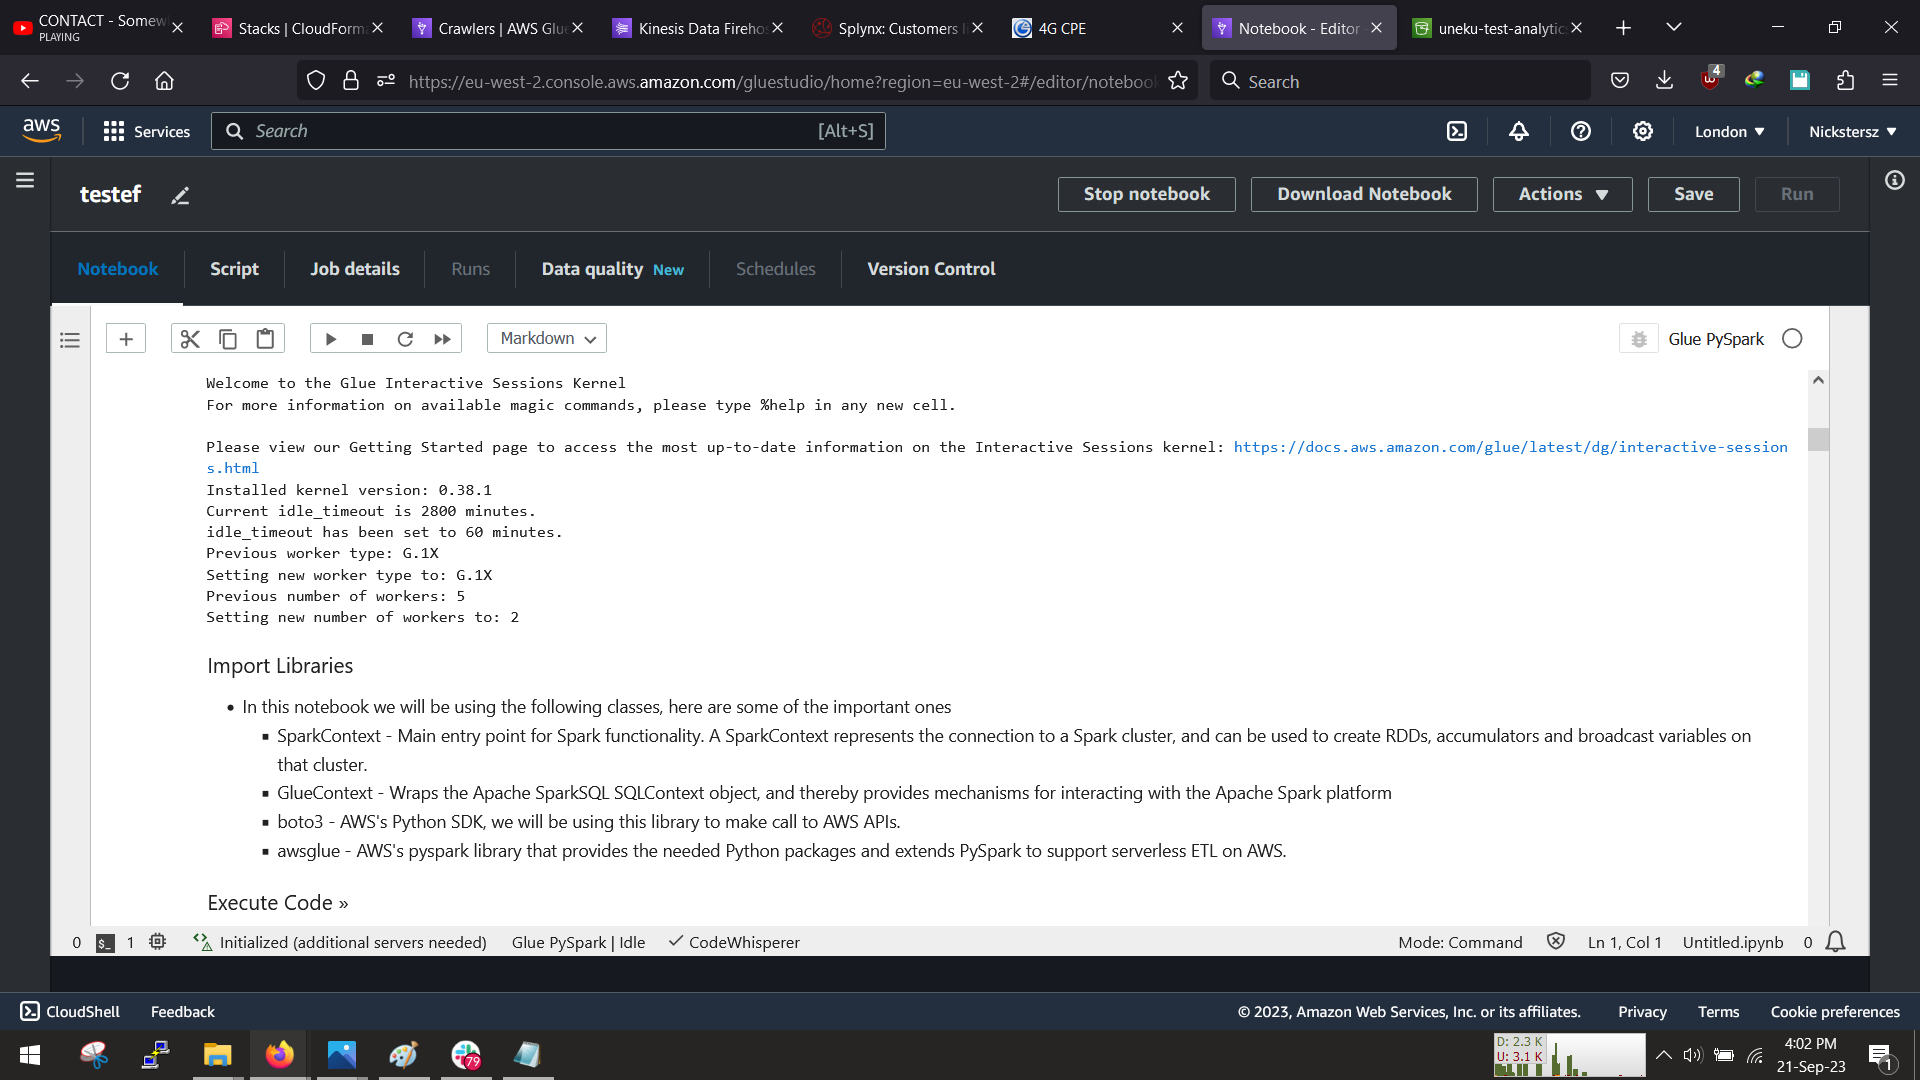 CONTACT - Somew
PLAYING
Stacks | CloudForma
Crawlers | AWS Glue
Kinesis Data Firehos
Splynx: Customers li
4G CPE
Notebook - Editor -
uneku-test-analytics
https://eu-west-2.console.aws.amazon.com/gluestudio/home?region=eu-west-2#/editor/notebook
Search
4
aws
Services
Search
[Alt+S]
London
Nickstersz
testef
Stop notebook
Download Notebook
Actions
Save
Run
Notebook
Script
Job details
Runs
Data quality New
Schedules
Version Control
Markdown
Glue PySpark
Welcome to the Glue Interactive Sessions Kernel
For more information on available magic commands, please type %help in any new cell.
Please view our Getting Started page to access the most up-to-date information on the Interactive Sessions kernel: https://docs.aws.amazon.com/glue/latest/dg/interactive-session
s.html
Installed kernel version: 0.38.1
Current idle_timeout is 2800 minutes.
idle_timeout has been set to 60 minutes.
Previous worker type: G.1X
Setting new worker type to: G.1X
Previous number of workers: 5
Setting new number of workers to: 2
Import Libraries
• In this notebook we will be using the following classes, here are some of the important ones
▪ SparkContext - Main entry point for Spark functionality. A SparkContext represents the connection to a Spark cluster, and can be used to create RDDs, accumulators and broadcast variables on
that cluster.
▪ GlueContext - Wraps the Apache SparkSQL SQLContext object, and thereby provides mechanisms for interacting with the Apache Spark platform
▪ boto3 - AWS's Python SDK, we will be using this library to make call to AWS APIs.
▪ awsglue - AWS's pyspark library that provides the needed Python packages and extends PySpark to support serverless ETL on AWS.
Execute Code »
0 $_ 1 Initialized (additional servers needed) Glue PySpark | Idle CodeWhisperer Mode: Command Ln 1, Col 1 Untitled.ipynb 0
CloudShell Feedback © 2023, Amazon Web Services, Inc. or its affiliates. Privacy Terms Cookie preferences
79
D: 2.3 K
U: 3.1 K
4:02 PM
21-Sep-23
1